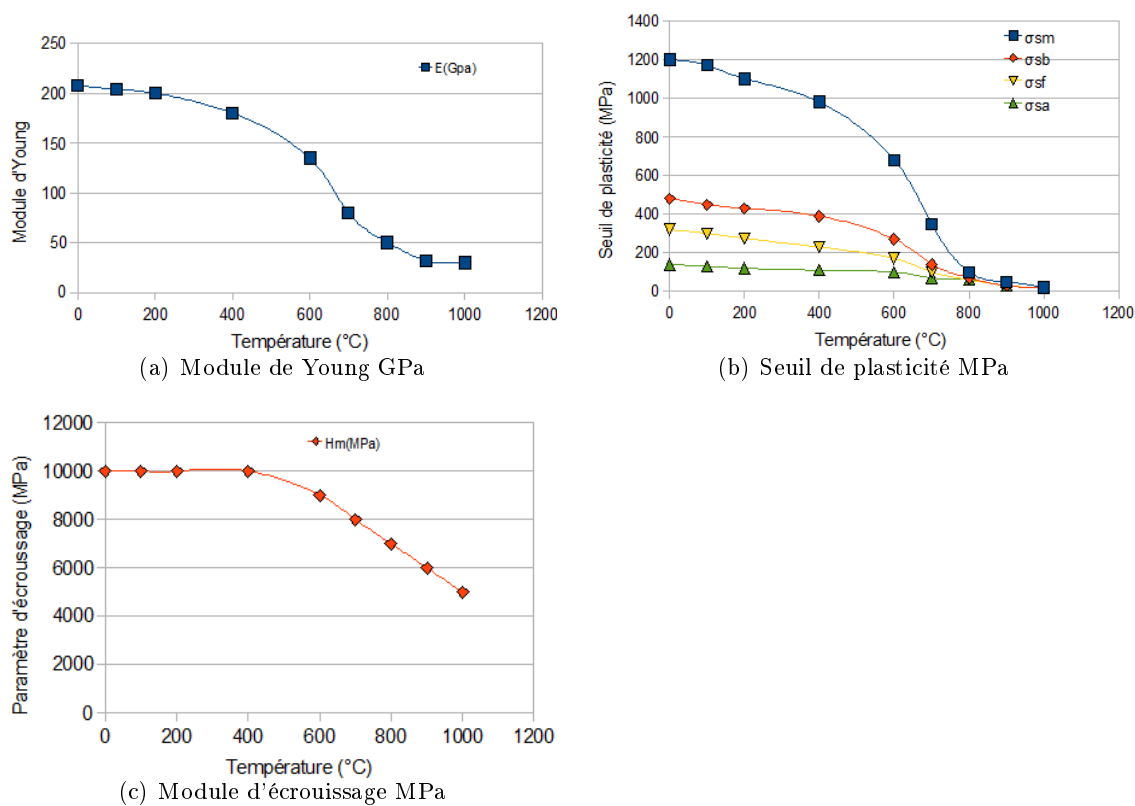 250
200
150
100
50
0
0 200 400 600 800 1000 1200
Module d'Young
E(Gpa)
Température (°C)
(a) Module de Young GPa
1400
1200
1000
800
600
400
200
0
0 200 400 600 800 1000 1200
Seuil de plasticité (MPa)
σsm
σsb
σsf
σsa
Température (°C)
(b) Seuil de plasticité MPa
12000
10000
8000
6000
4000
2000
0
0 200 400 600 800 1000 1200
Paramètre d'écroussage (MPa)
Hm(MPa)
Température (°C)
(c) Module d'écrouissage MPa